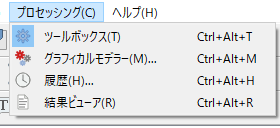 プロセッシング(C) ヘルプ(H)
ツールボックス(T) Ctrl+Alt+T
グラフィカルモデラー(M)... Ctrl+Alt+M
履歴(H)... Ctrl+Alt+H
結果ビューア(R) Ctrl+Alt+R